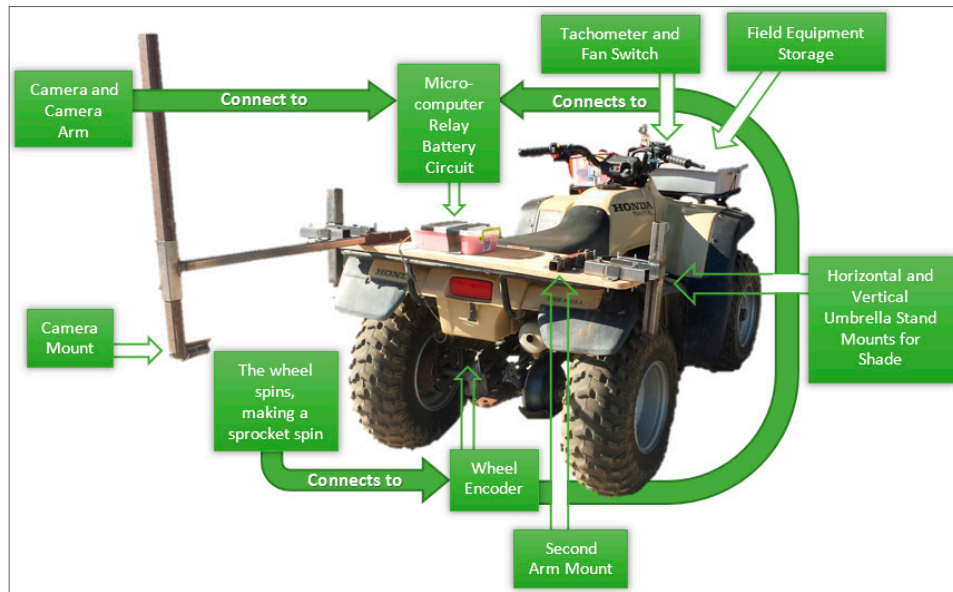 Tachometer and
Fan Switch
Field Equipment
Storage
Camera and
Camera
Arm
Connect to
Micro-
computer
Relay
Battery
Circuit
Connects to
HONDA
HONDA
Horizontal and
Vertical
Umbrella Stand
Mounts for
Shade
Camera
Mount
The wheel
spins,
making a
sprocket spin
Connects to
Wheel
Encoder
Second
Arm Mount